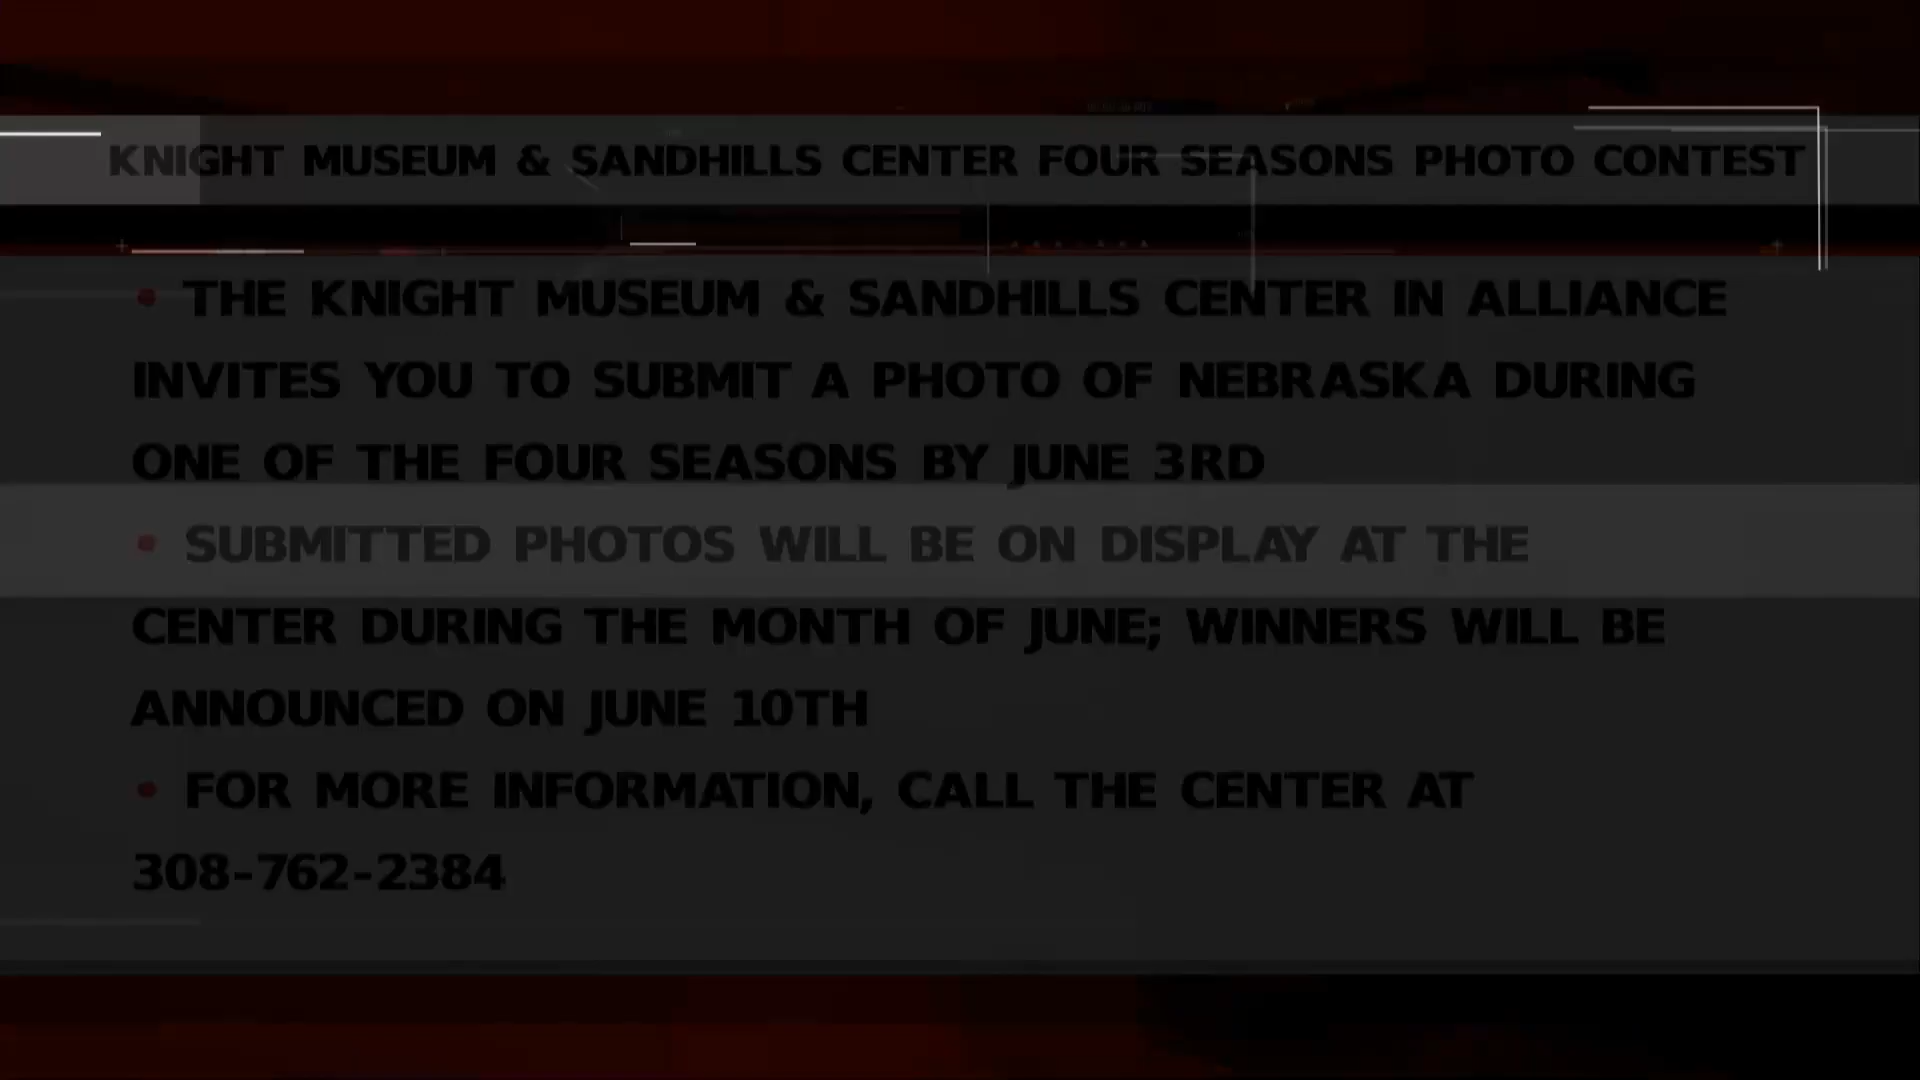 KNIGHT MUSEUM & SANDHILLS CENTER FOUR SEASONS PHOTO CONTEST
• THE KNIGHT MUSEUM & SANDHILLS CENTER IN ALLIANCE
INVITES YOU TO SUBMIT A PHOTO OF NEBRASKA DURING
ONE OF THE FOUR SEASONS BY JUNE 3RD
• SUBMITTED PHOTOS WILL BE ON DISPLAY AT THE
CENTER DURING THE MONTH OF JUNE; WINNERS WILL BE
ANNOUNCED ON JUNE 10TH
• FOR MORE INFORMATION, CALL THE CENTER AT
308-762-2384